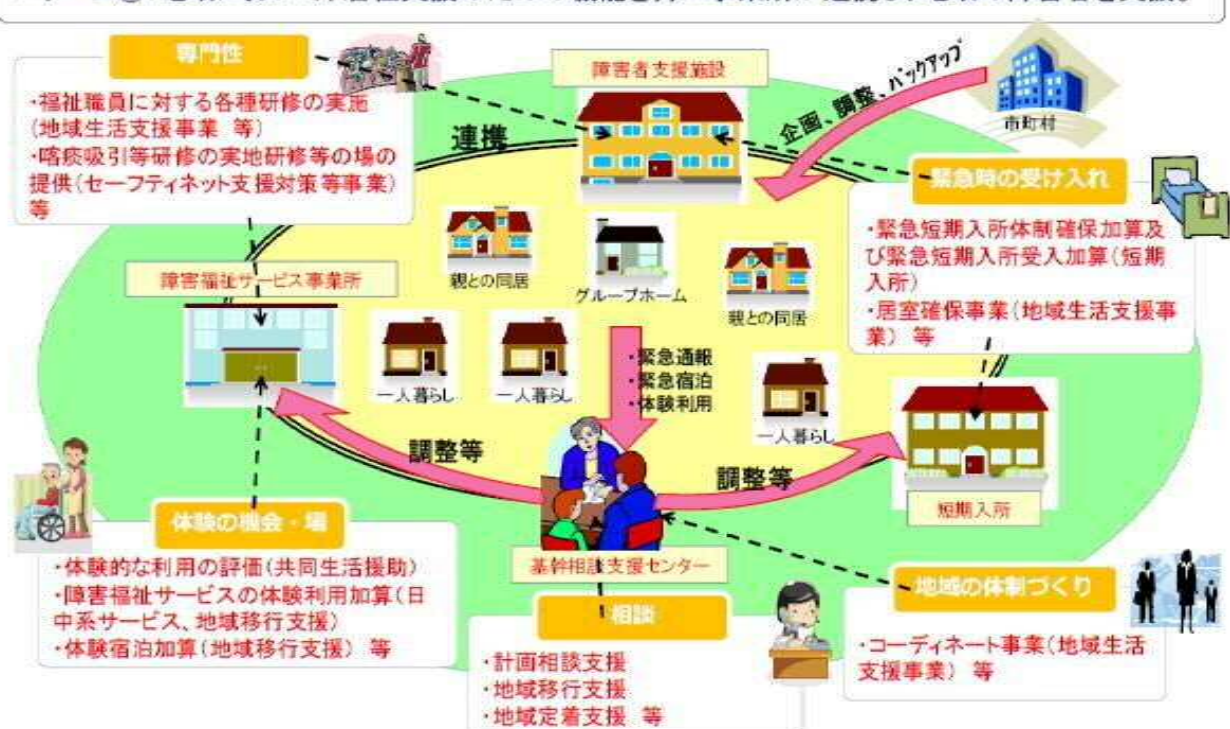 専門性
・福祉職員に対する各種研修の実施
(地域生活支援事業 等)
・喀痰吸引等研修の実地研修等の場の
提供(セーフティネット支援対策等事業)
等
障害者支援施設
連携
企画、調整、バックアップ
市町村
緊急時の受け入れ
・緊急短期入所体制確保加算及
び緊急短期入所受入加算(短期
入所)
・居室確保事業(地域生活支援事
業) 等
障害福祉サービス事業所
親との同居
グループホーム
親との同居
一人暮らし
一人暮らし
・緊急通報
・緊急宿泊
・体験利用
一人暮らし
調整等
調整等
短期入所
体験の機会・場
・体験的な利用の評価(共同生活援助)
・障害福祉サービスの体験利用加算(日
中系サービス、地域移行支援)
・体験宿泊加算(地域移行支援) 等
基幹相談支援センター
相談
・計画相談支援
・地域移行支援
・地域定着支援 等
地域の体制づくり
・コーディネート事業(地域生活
支援事業) 等